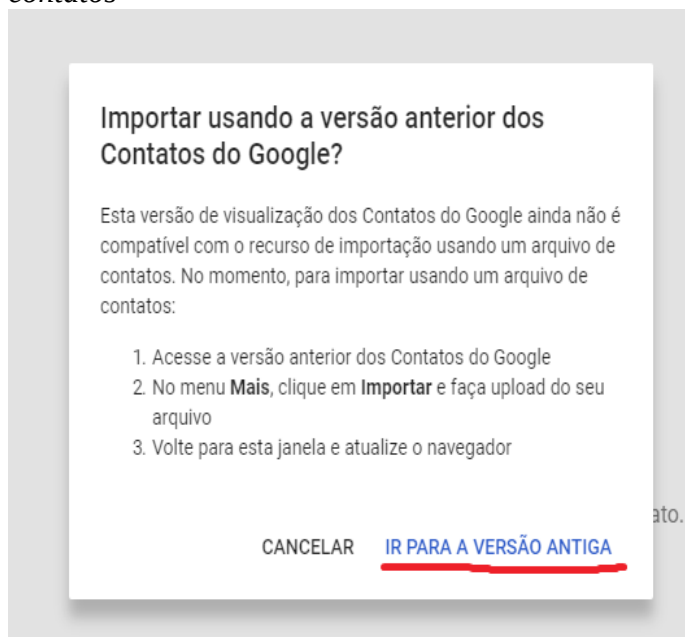 contatos
Importar usando a versão anterior dos
Contatos do Google?
Esta versão de visualização dos Contatos do Google ainda não é
compatível com o recurso de importação usando um arquivo de
contatos. No momento, para importar usando um arquivo de
contatos:
1. Acesse a versão anterior dos Contatos do Google
2. No menu Mais, clique em Importar e faça upload do seu
arquivo
3. Volte para esta janela e atualize o navegador
ato.
CANCELAR IR PARA A VERSÃO ANTIGA